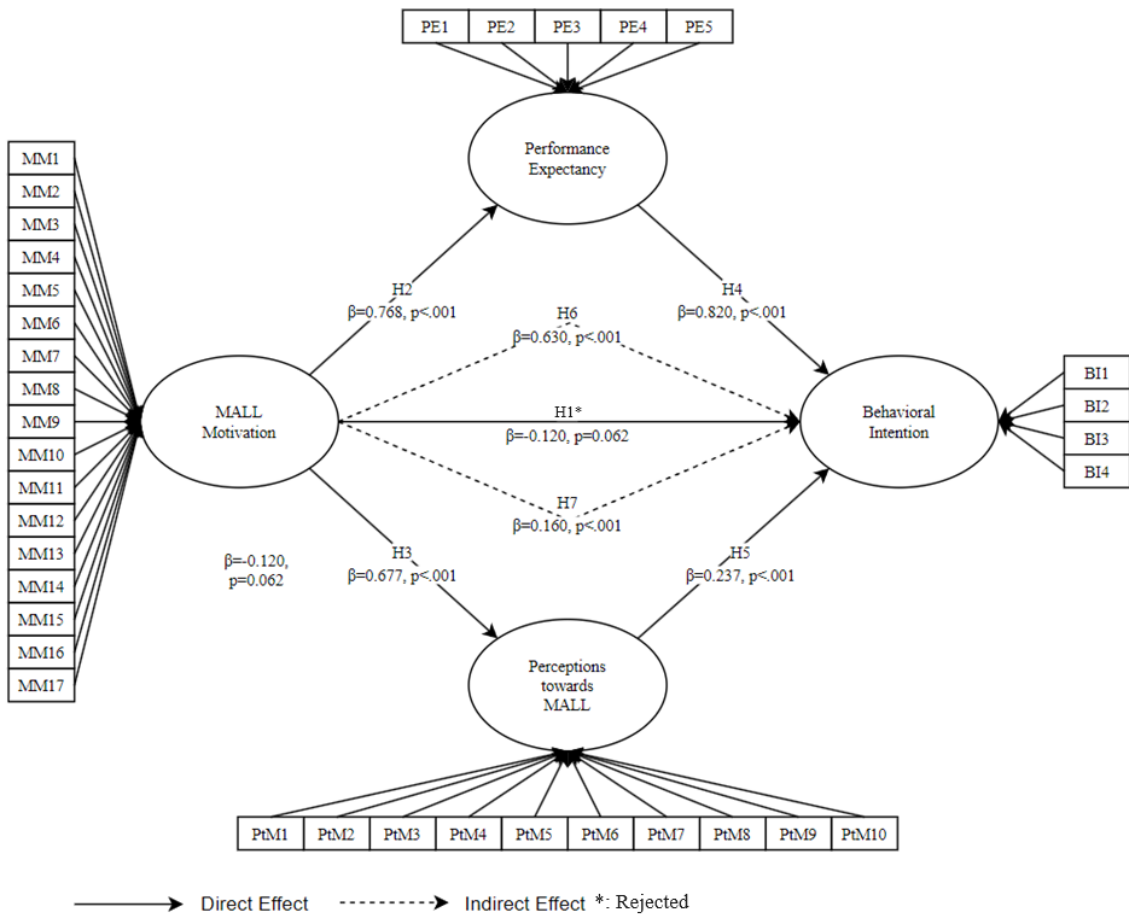 PE1 PE2 PE3 PE4 PE5
Performance
Expectancy
MM1
MM2
MM3
MM4
MM5
MM6
MM7
MM8
MM9
MM10
MM11
MM12
MM13
MM14
MM15
MM16
MM17
H2
β=0.768, p<.001
H4
β=0.820, p<.001
H6
β=0.630, p<.001
MALL
Motivation
H1*
β=-0.120, p=0.062
Behavioral
Intention
BI1
BI2
BI3
BI4
H7
β=0.160, p<.001
β=-0.120,
p=0.062
H3
β=0.677, p<.001
H5
β=0.237, p<.001
Perceptions
towards
MALL
PtM1 PtM2 PtM3 PtM4 PtM5 PtM6 PtM7 PtM8 PtM9 PtM10
Direct Effect Indirect Effect *: Rejected